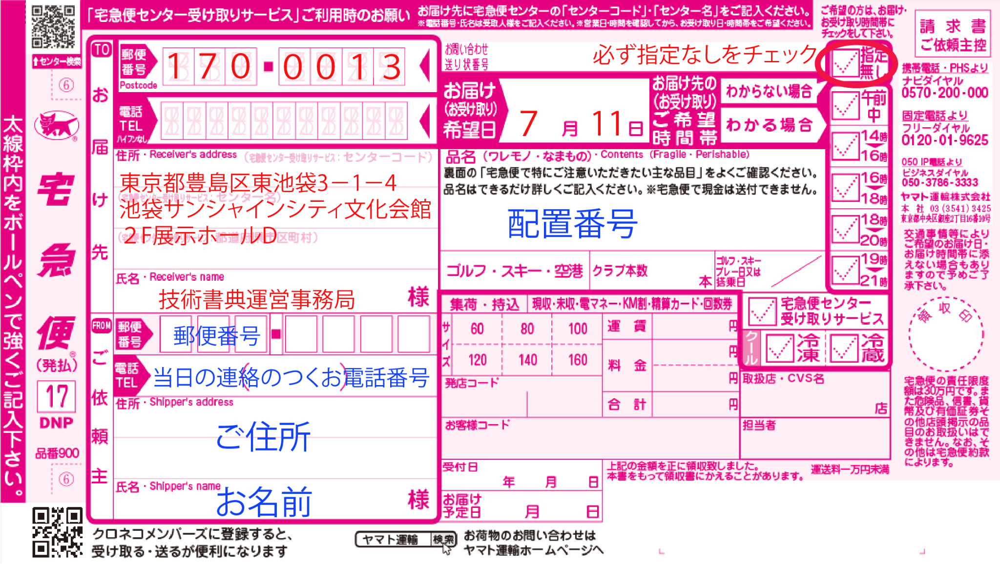 「宅急便センター受け取りサービス」ご利用時のお願い
お届け先に宅急便センターの「センターコード」・「センター名」をご記入ください。
※電話番号・氏名は受取人様をご記入ください。※営業日・時間を確認してから、お受け取り日・時間帯をご希望ください。
ご希望の方は、お届け・
お受け取り時間帯に
チェックをして下さい。
請求書
ご依頼主控
⬆センター検索
⑥
太線枠内をボールペンで強くご記入下さい。
宅急便®
(発払)
17
DNP
品番900
⑥
TO
お届け先
郵便
番号
Postcode
170-0013
電話
TEL
ハイフンなし
住所・Receiver's address
(宅急便センター受け取りサービス：センターコード)
東京都豊島区東池袋3－1－4
(宅急便センター受け取りサービス：センター名)
池袋サンシャインシティ文化会館
２F展示ホールD
(宅急便センター受け取りサービス：都道府県市区町村)
氏名・Receiver's name
技術書典運営事務局
様
FROM
ご依頼主
郵便
番号
郵便番号
電話
TEL
当日の連絡のつくお電話番号
( )
住所・Shipper's address
ご住所
氏名・Shipper's name
お名前
様
お問い合わせ
送り状番号
必ず指定なしをチェック
お届け
(お受け取り)
希望日
7月11日
お届け先の
(お受け取り)
ご希望
時間帯
わからない場合
わかる場合
指定
無し
午前
中
14時
16時
16時
18時
18時
20時
19時
21時
品名（ワレモノ・なまもの）・Contents（Fragile・Perishable）
裏面の「宅急便で特にご注意いただきたい主な品目」をよくご確認ください。
品名はできるだけ詳しくご記入ください。※宅急便で現金は送付できません。
配置番号
ゴルフ・スキー・空港
クラブ本数
本
ゴルフ・スキー
プレー日又は
搭乗日
集荷・持込
現収・未収・電マネー・KM割・精算カード・回数券
サイズ
60 80 100
120 140 160
運賃
円
料金
円
円
合計
円
発店コード
お客様コード
宅急便センター
受け取りサービス
クール
冷凍
冷蔵
取扱店・CVS名
店
担当者
受付日
年 月 日
お届け
予定日
月 日
上記の金額を正に領収致しました。
本書をもって領収書にかえることがあります。
運送料一万円未満
携帯電話・PHSより
ナビダイヤル
0570-200-000
固定電話より
フリーダイヤル
0120-01-9625
050 IP電話より
ビジネスダイヤル
050-3786-3333
ヤマト運輸株式会社
本 社 03(3541)3425
東京都中央区銀座2丁目16番10号
交通事情等により
ご希望のお届け日・
お届け時間帯に添
えない場合もあり
ますので予めご了
承下さい。
領収印
宅急便の責任限度
額は30万円です。ま
た危険品、信書、貨
幣及び有価証券そ
の他店頭掲示の品
目のお取扱いはで
きません。なお、そ
の他は宅急便約款
によります。
クロネコメンバーズに登録すると、
受け取る・送るが便利になります
ヤマト運輸 検索
お荷物のお問い合わせは
ヤマト運輸ホームページへ